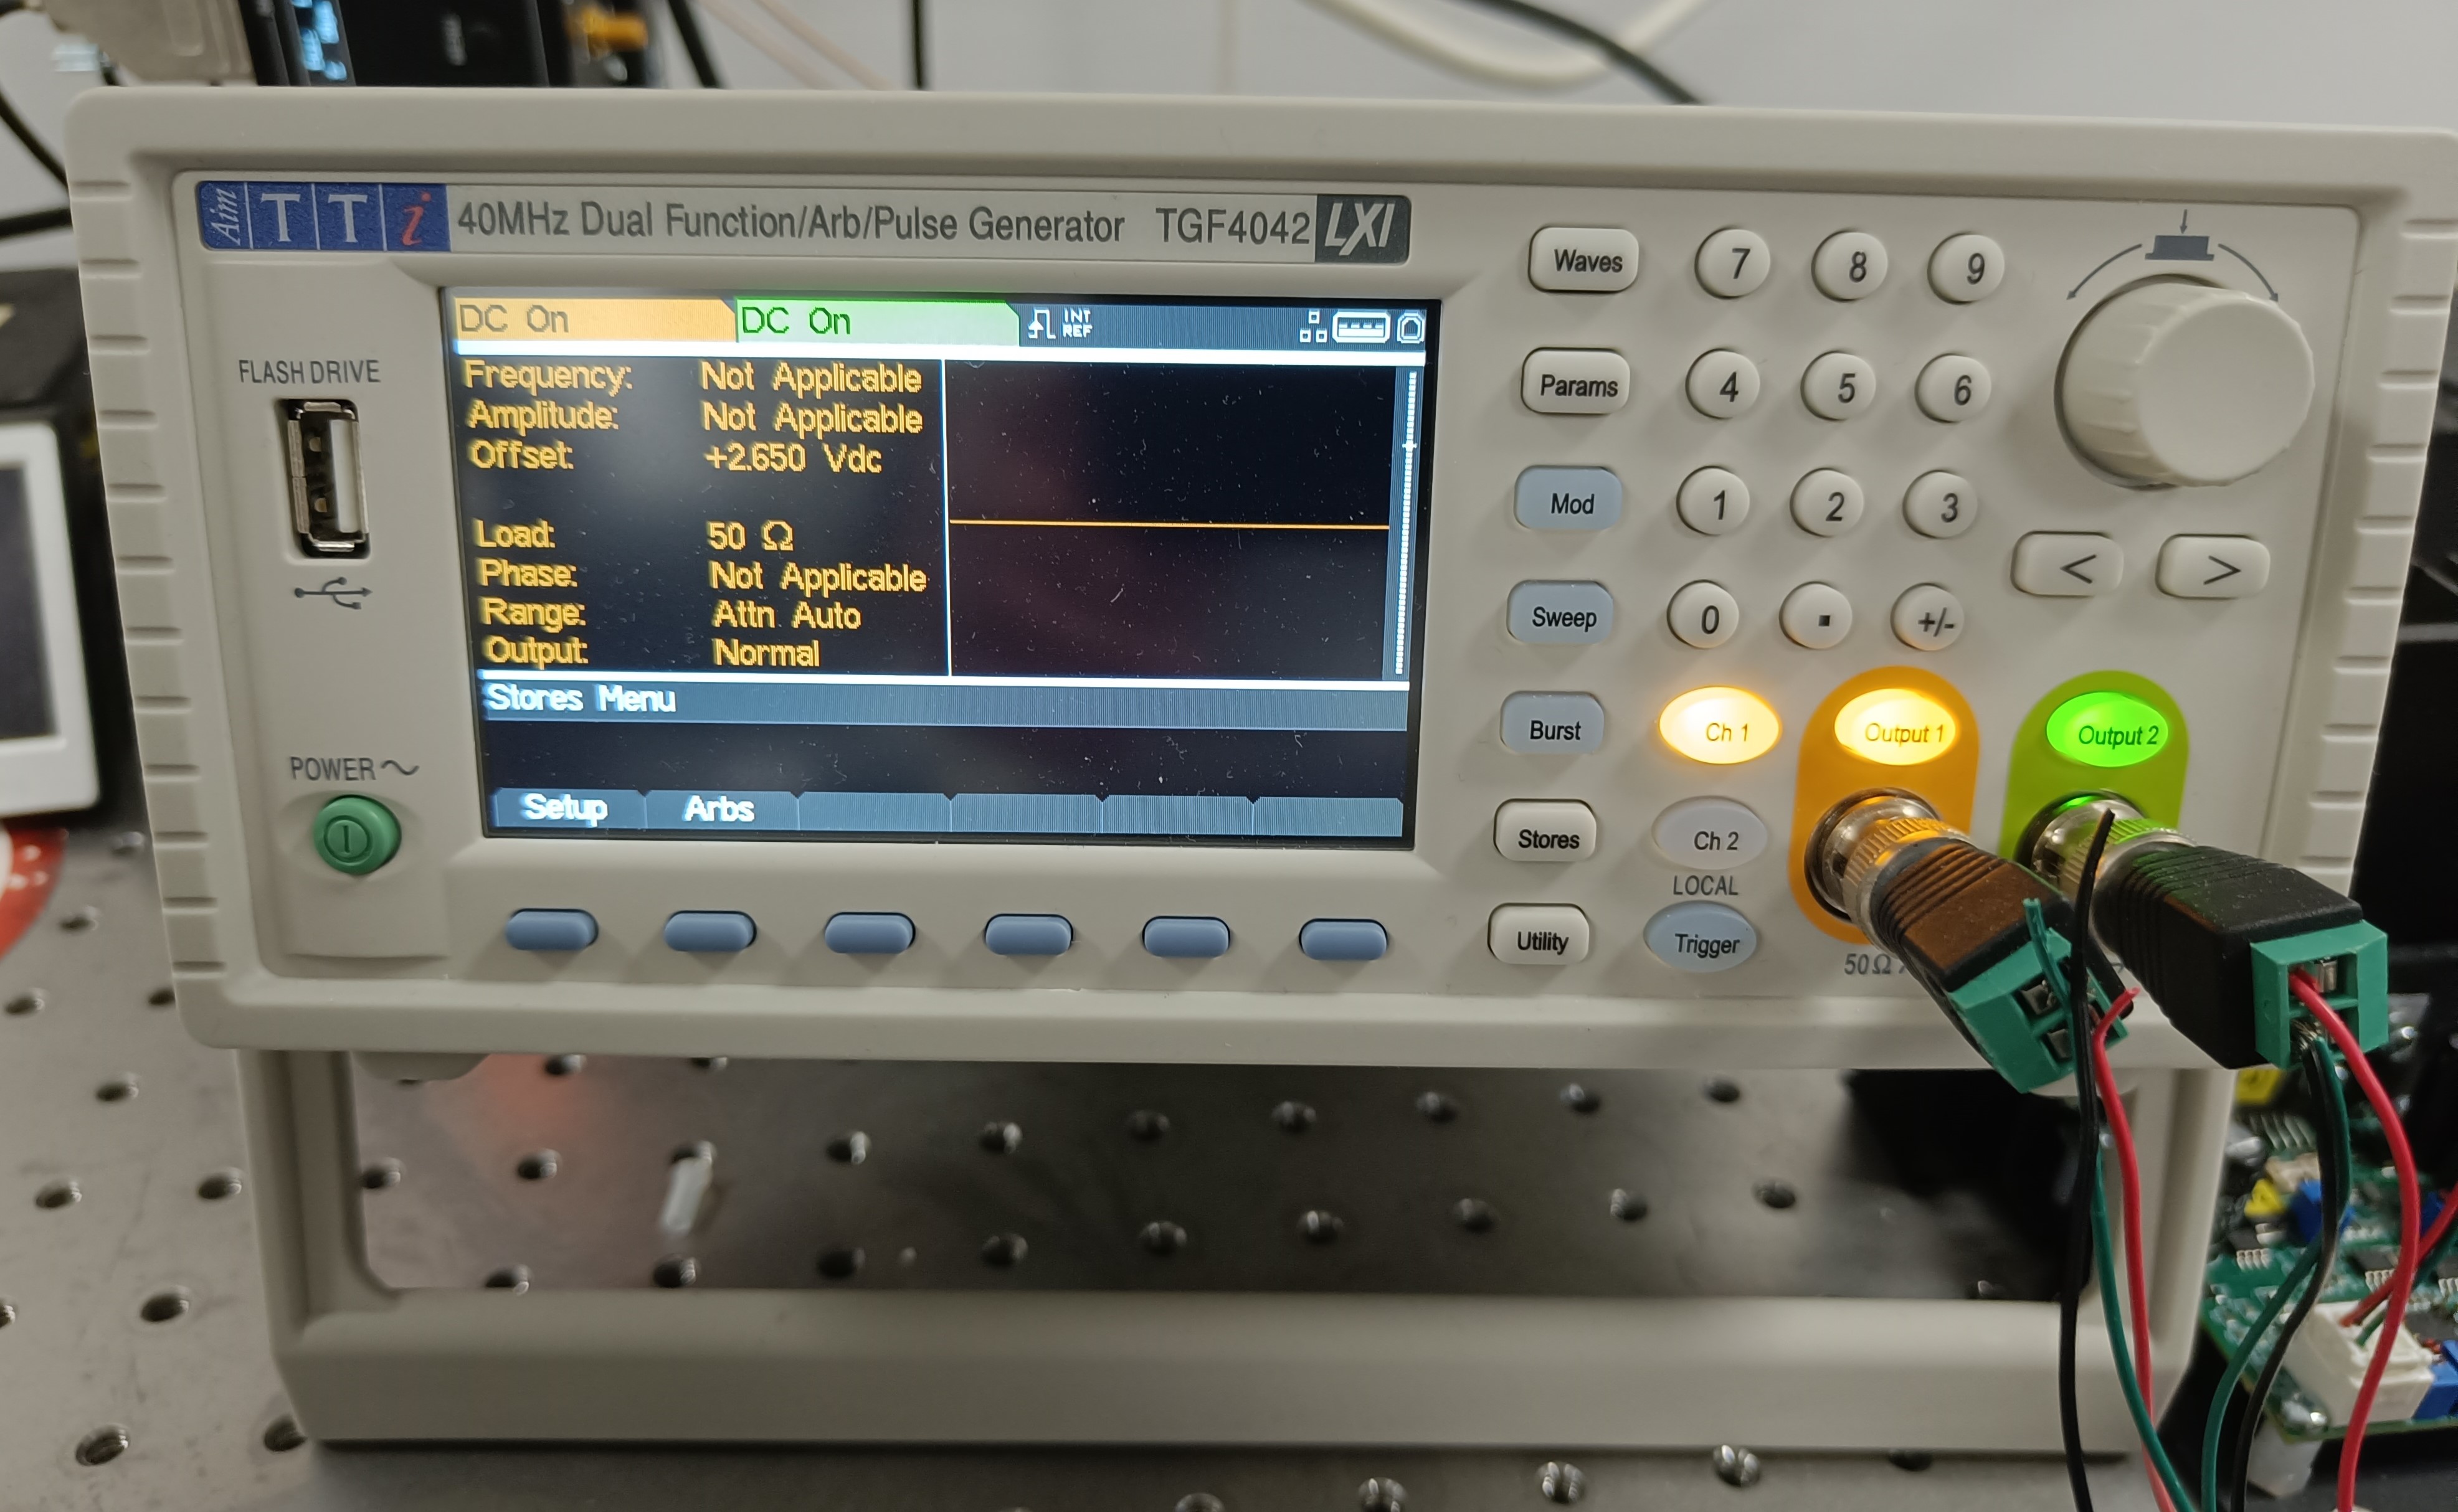 Aim TTi 40MHz Dual Function/Arb/Pulse Generator TGF4042 LXI
FLASH DRIVE
POWER
DC On
DC On
INT
REF
Frequency: Not Applicable
Amplitude: Not Applicable
Offset: +2.650 Vdc
Load: 50 Ω
Phase: Not Applicable
Range: Attn Auto
Output: Normal
Stores Menu
Setup Arbs
Waves 7 8 9
Params 4 5 6
Mod 1 2 3
< >
Sweep 0 . +/-
Burst Ch 1 Output 1 Output 2
Stores Ch 2
LOCAL
Utility Trigger
50Ω